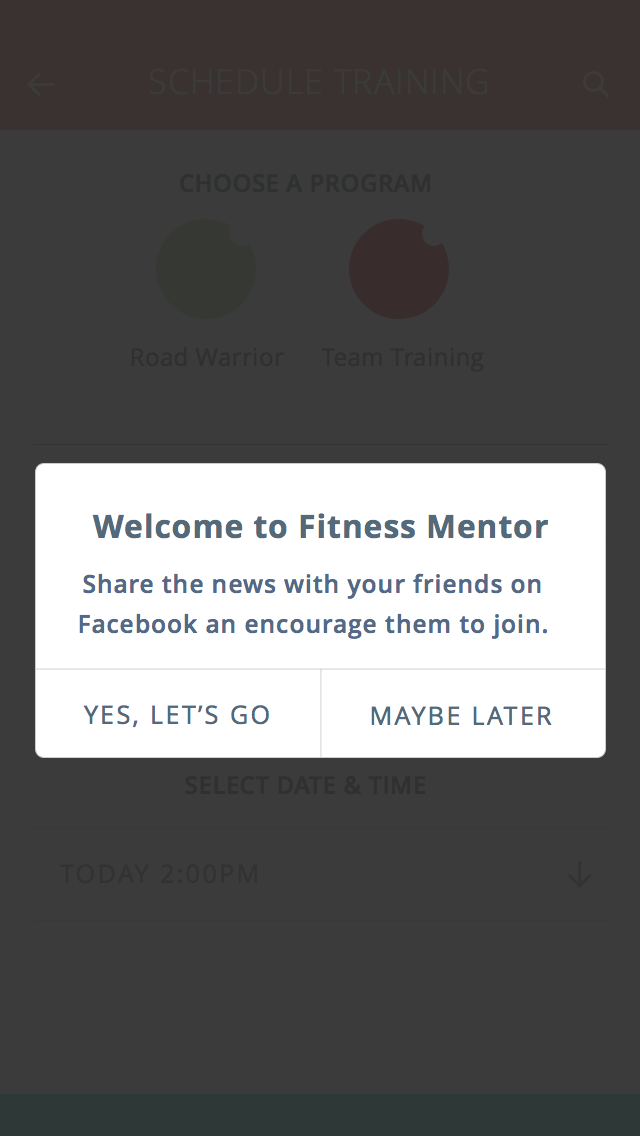 SCHEDULE TRAINING
CHOOSE A PROGRAM
Road Warrior
Team Training
Welcome to Fitness Mentor
Share the news with your friends on
Facebook an encourage them to join.
YES, LET’S GO
MAYBE LATER
SELECT DATE & TIME
TODAY 2:00PM